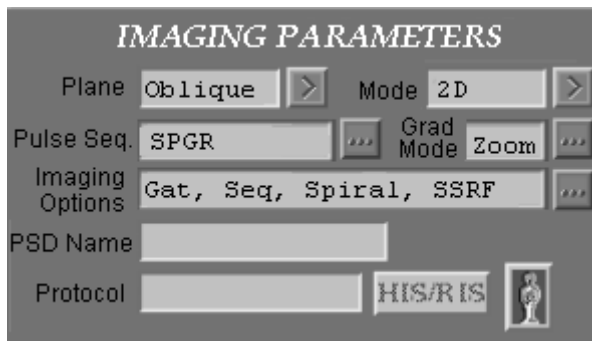 IMAGING PARAMETERS
Plane Oblique > Mode 2D >
Pulse Seq. SPGR ... Grad Mode Zoom ...
Imaging Options Gat, Seq, Spiral, SSRF ...
PSD Name
Protocol HIS/RIS